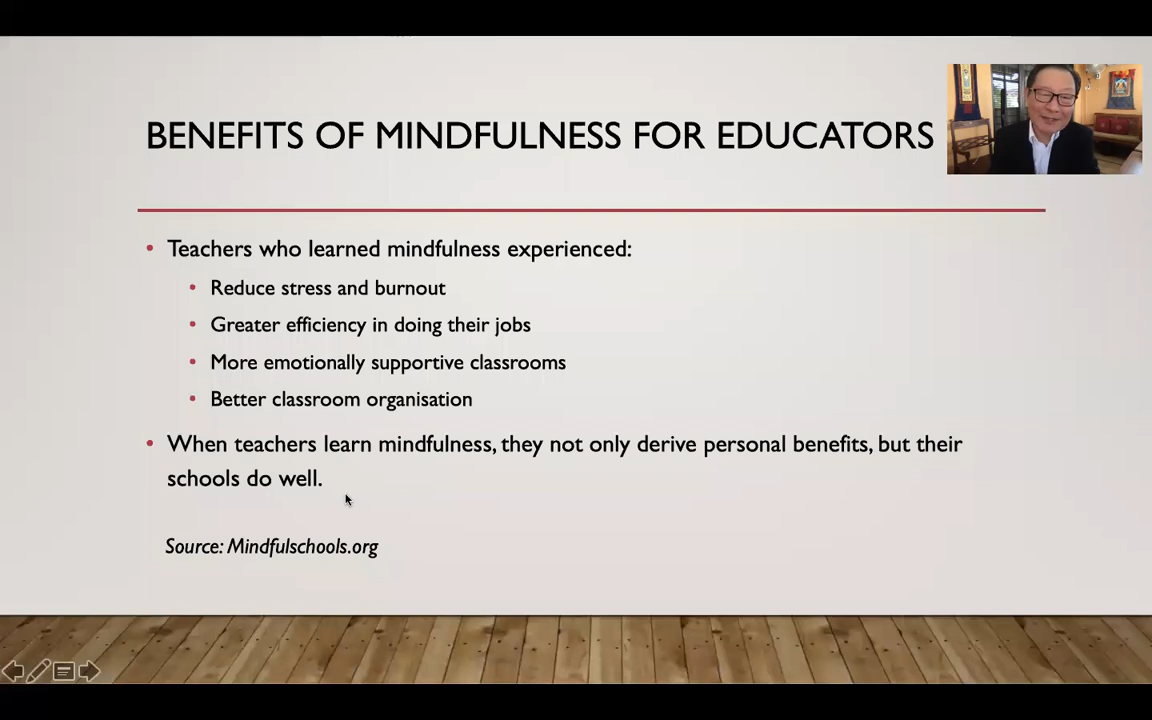 BENEFITS OF MINDFULNESS FOR EDUCATORS
• Teachers who learned mindfulness experienced:
• Reduce stress and burnout
• Greater efficiency in doing their jobs
• More emotionally supportive classrooms
• Better classroom organisation
• When teachers learn mindfulness, they not only derive personal benefits, but their
schools do well.
Source: Mindfulschools.org